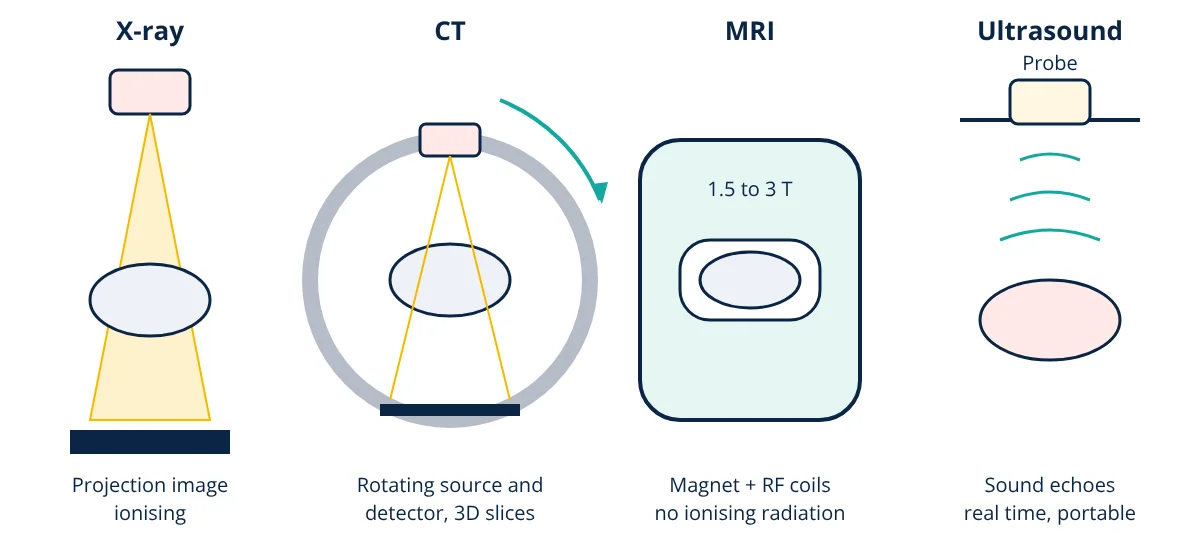 X-ray
CT
MRI
Ultrasound
Probe
1.5 to 3 T
Projection image
ionising
Rotating source and
detector, 3D slices
Magnet + RF coils
no ionising radiation
Sound echoes
real time, portable